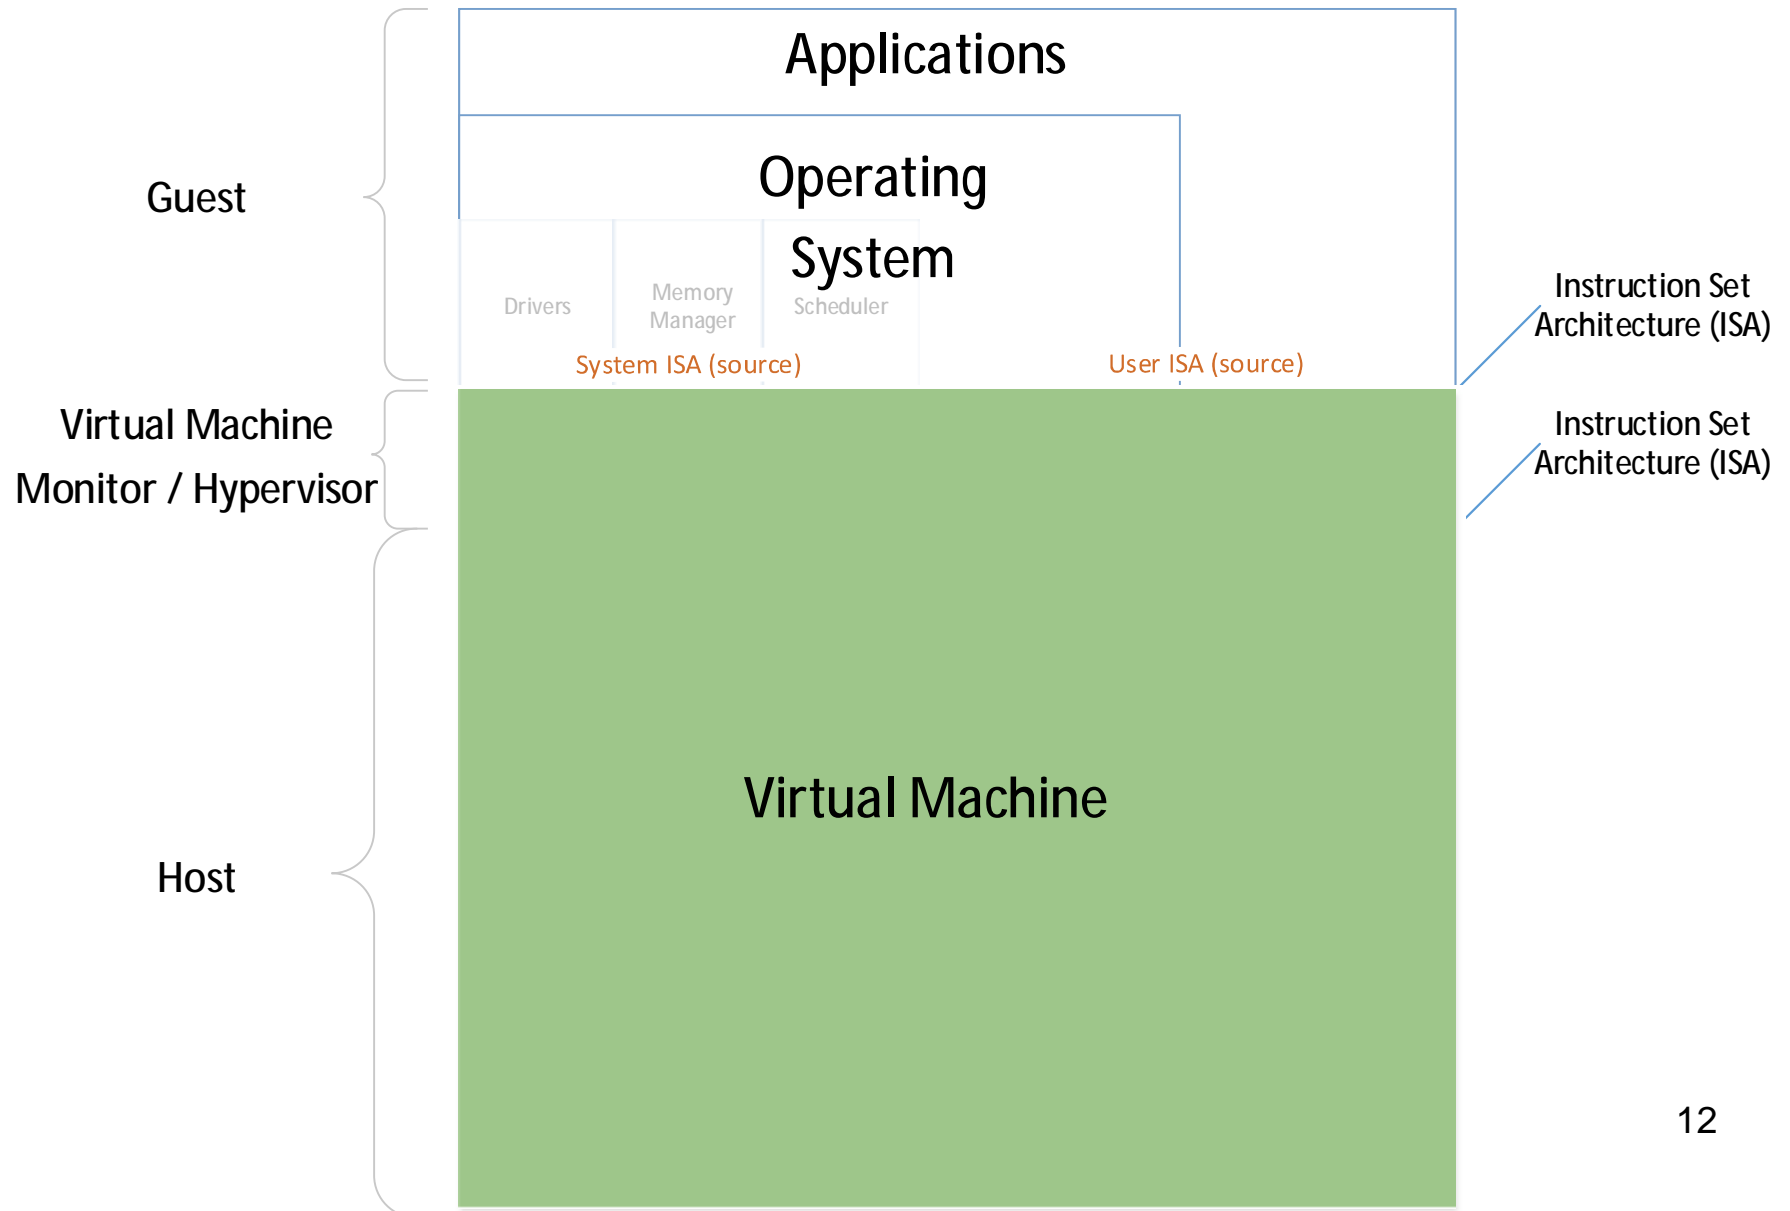 Applications
Operating
System
Guest
Drivers
Memory
Manager
Scheduler
System ISA (source)
User ISA (source)
Instruction Set
Architecture (ISA)
Virtual Machine
Monitor / Hypervisor
Instruction Set
Architecture (ISA)
Virtual Machine
Host
12